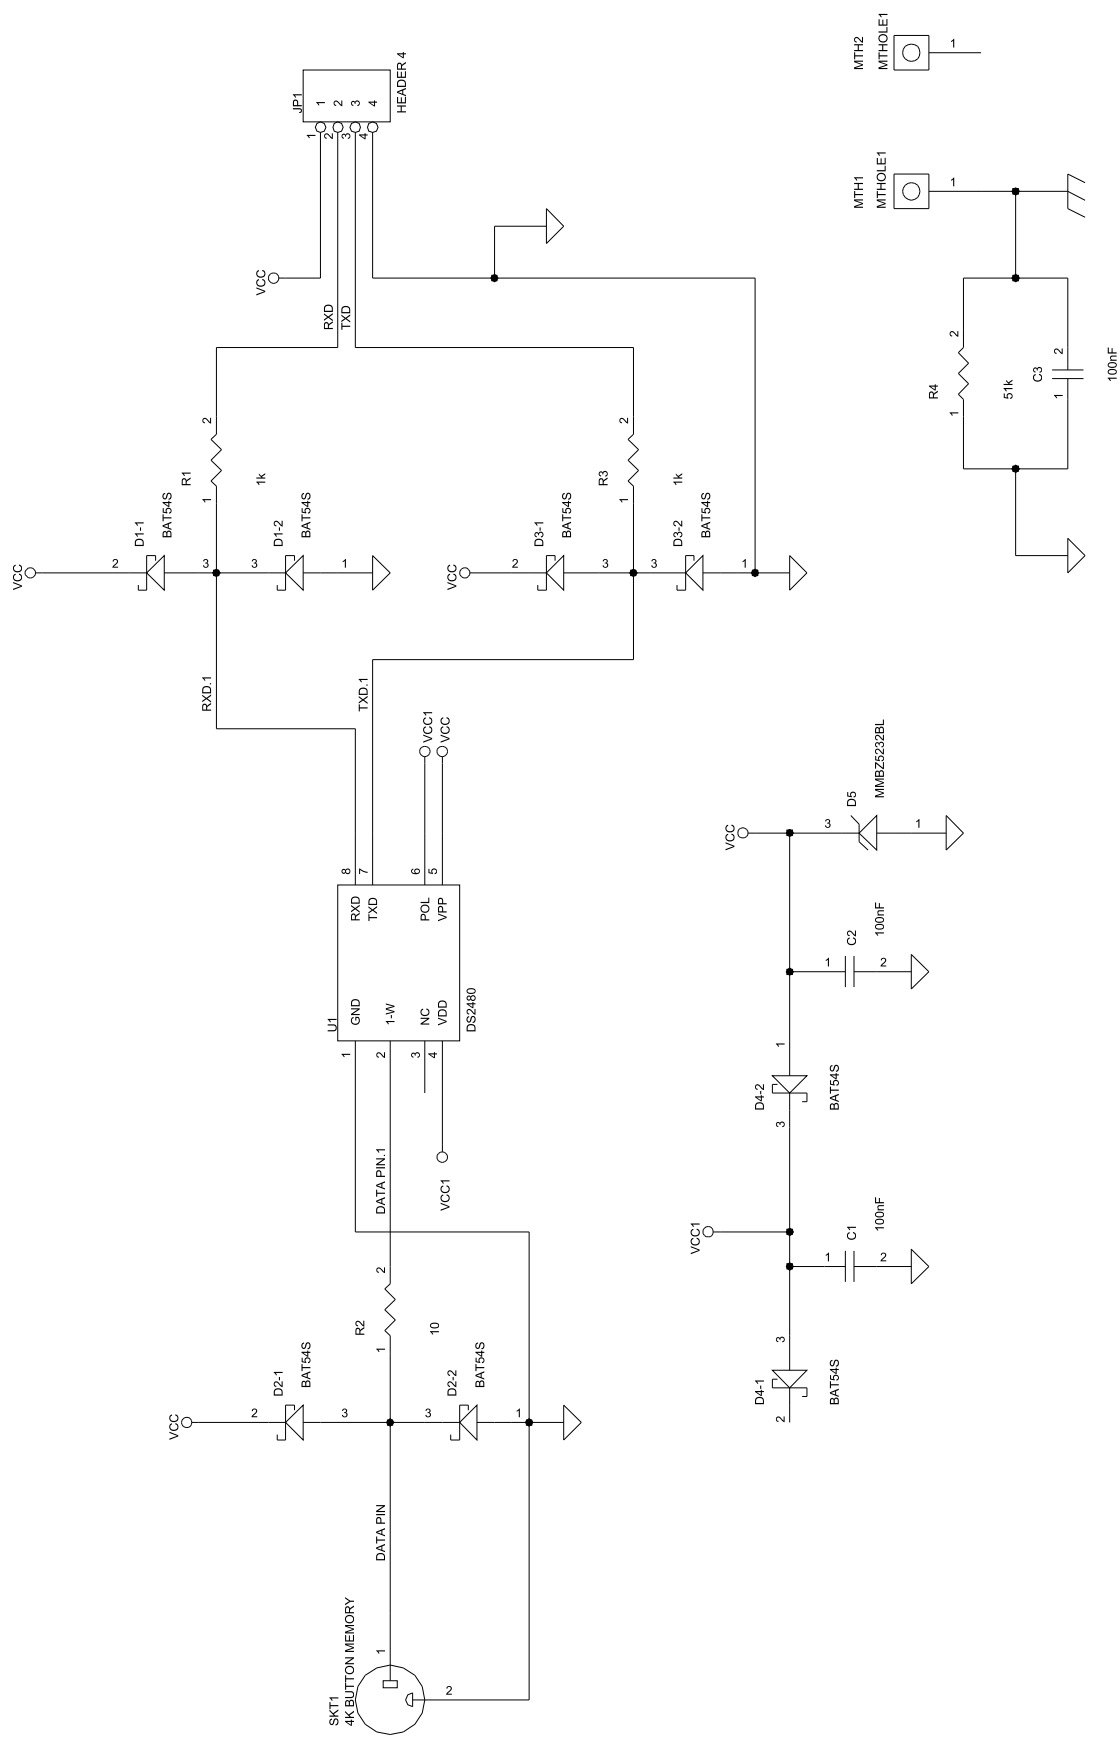 MTH2
MTHOLE1
1
JP1
1
2
3
4
HEADER 4
1
2
3
4
MTH1
MTHOLE1
1
VCC
RXD
TXD
R4
2
1
51k
C3
2
1
100nF
R1
2
1
1k
R3
2
1
1k
VCC
2
D1-1
BAT54S
3
3
D1-2
BAT54S
1
VCC
2
D3-1
BAT54S
3
3
D3-2
BAT54S
1
RXD.1
TXD.1
VCC1
VCC
8
7
6
5
RXD
TXD
POL
VPP
U1
GND
1-W
NC
VDD
DS2480
1
2
3
4
VCC
3
D5
MMBZ5232BL
1
1
C2
100nF
2
1
D4-2
BAT54S
3
DATA PIN.1
VCC1
VCC1
1
C1
100nF
2
3
D4-1
BAT54S
2
2
R2
1
10
VCC
2
D2-1
BAT54S
3
3
D2-2
BAT54S
1
DATA PIN
SKT1
4K BUTTON MEMORY
1
2